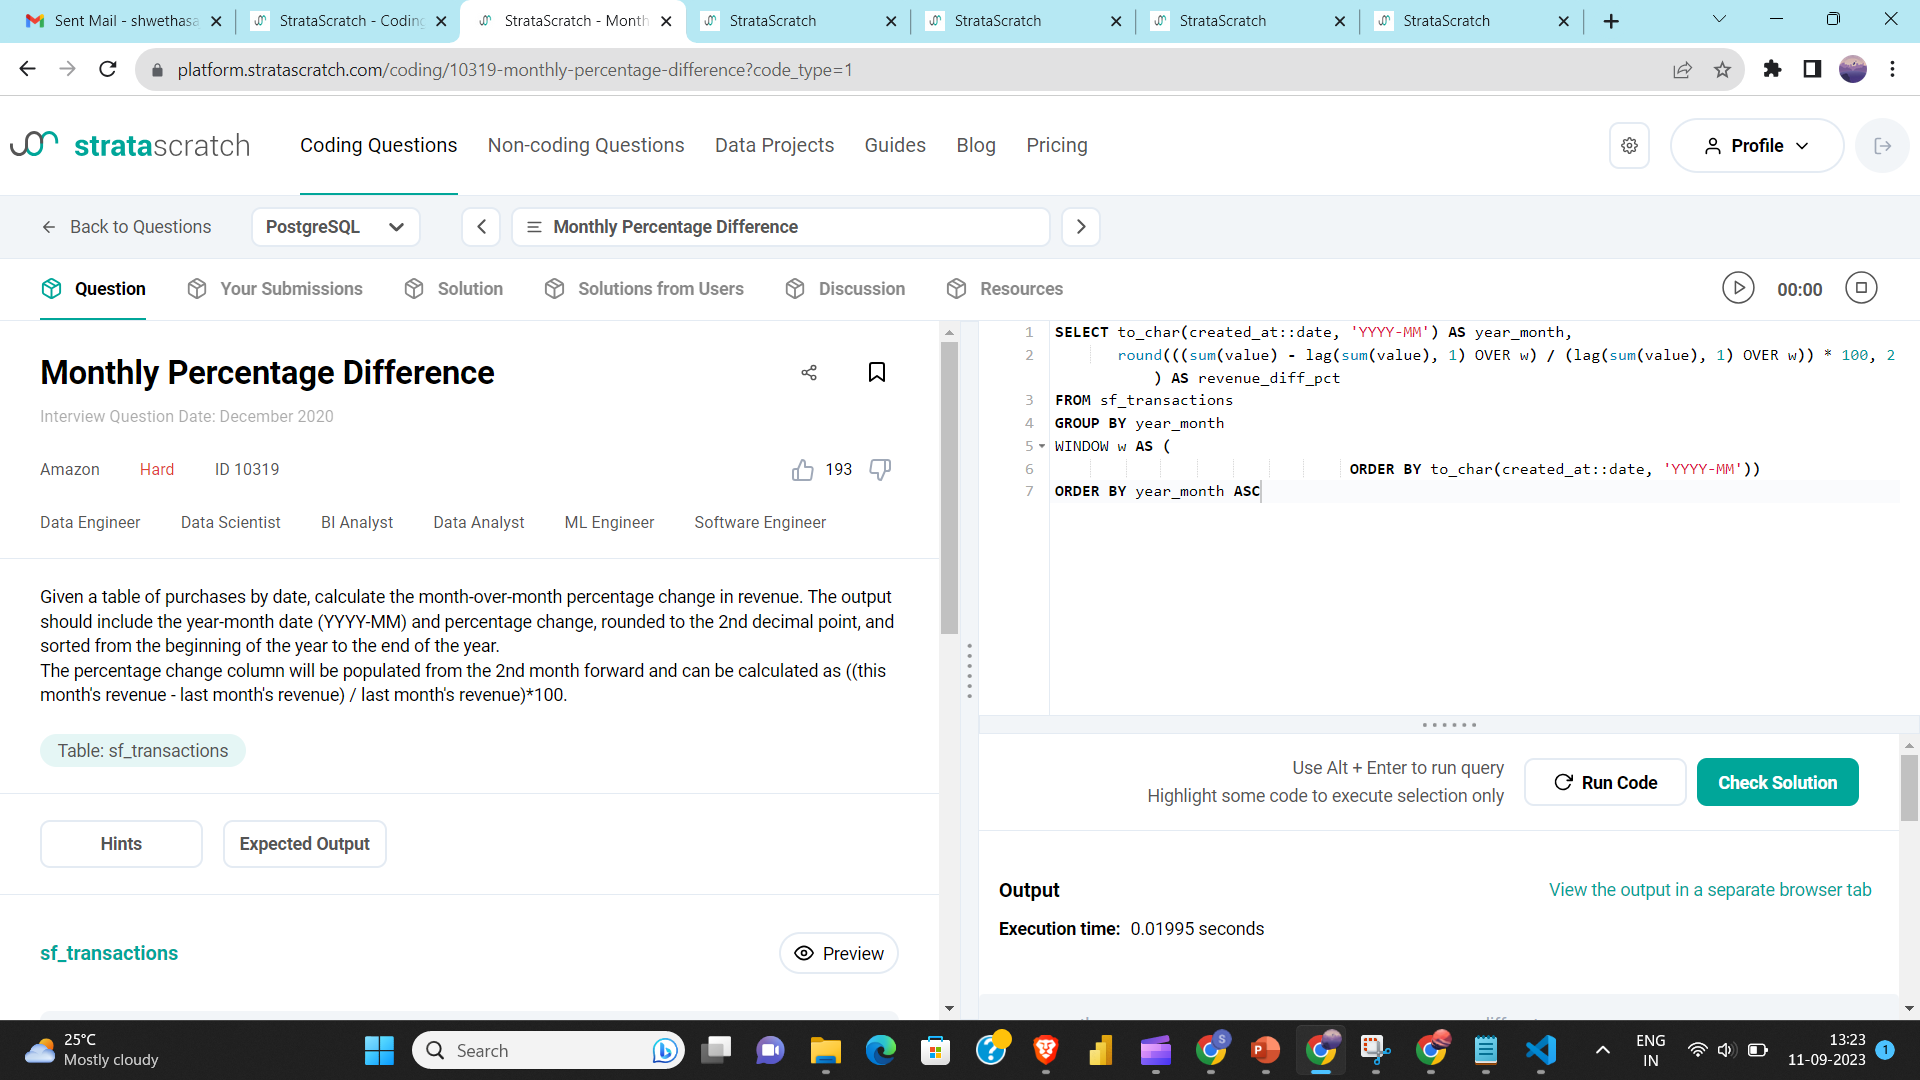 Sent Mail - shwethasa
StrataScratch - Coding
StrataScratch - Month
StrataScratch
StrataScratch
StrataScratch
StrataScratch
platform.stratascratch.com/coding/10319-monthly-percentage-difference?code_type=1
stratascratch
Coding Questions
Non-coding Questions
Data Projects
Guides
Blog
Pricing
Profile
Back to Questions
PostgreSQL
Monthly Percentage Difference
Question
Your Submissions
Solution
Solutions from Users
Discussion
Resources
00:00
Monthly Percentage Difference
Interview Question Date: December 2020
Amazon
Hard
ID 10319
193
Data Engineer
Data Scientist
BI Analyst
Data Analyst
ML Engineer
Software Engineer
Given a table of purchases by date, calculate the month-over-month percentage change in revenue. The output
should include the year-month date (YYYY-MM) and percentage change, rounded to the 2nd decimal point, and
sorted from the beginning of the year to the end of the year.
The percentage change column will be populated from the 2nd month forward and can be calculated as ((this
month's revenue - last month's revenue) / last month's revenue)*100.
Table: sf_transactions
Hints
Expected Output
sf_transactions
Preview
1 SELECT to_char(created_at::date, 'YYYY-MM') AS year_month,
2 round(((sum(value) - lag(sum(value), 1) OVER w) / (lag(sum(value), 1) OVER w)) * 100, 2
) AS revenue_diff_pct
3 FROM sf_transactions
4 GROUP BY year_month
5 WINDOW w AS (
6 ORDER BY to_char(created_at::date, 'YYYY-MM'))
7 ORDER BY year_month ASC
Use Alt + Enter to run query
Highlight some code to execute selection only
Run Code
Check Solution
Output
View the output in a separate browser tab
Execution time: 0.01995 seconds
25°C
Mostly cloudy
Search
ENG
IN
13:23
11-09-2023
1